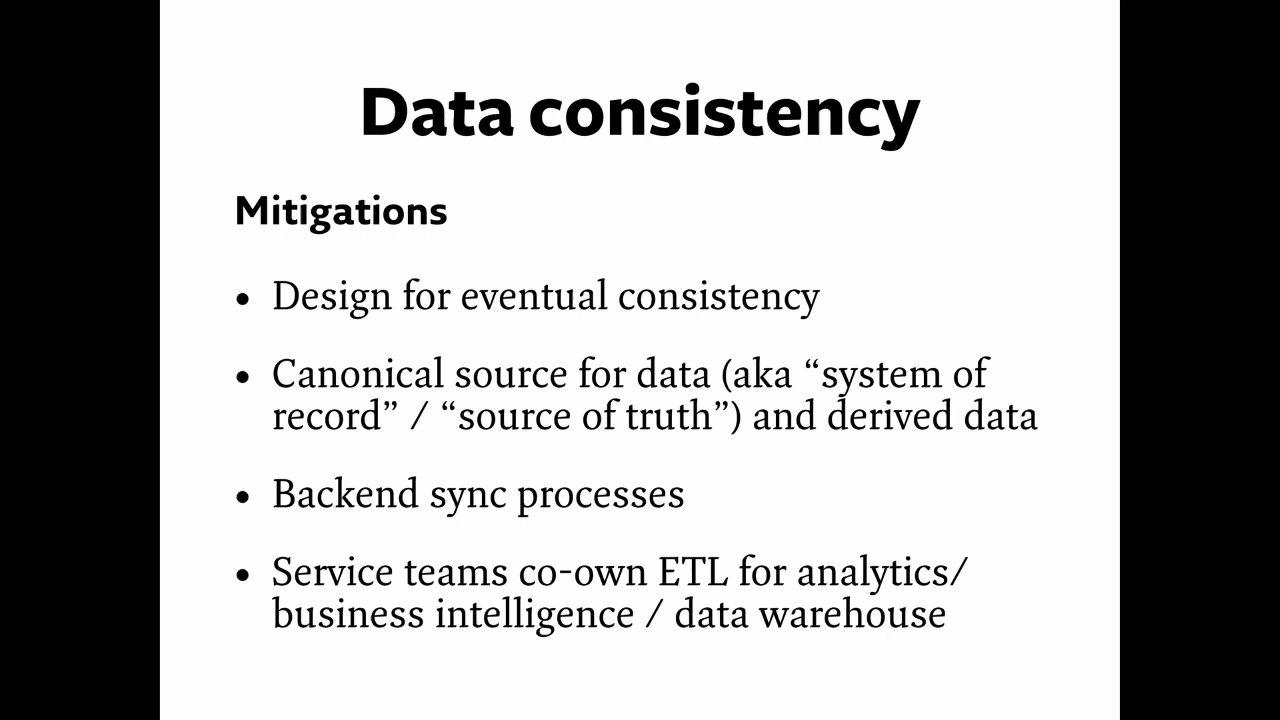 Data consistency
Mitigations
• Design for eventual consistency
• Canonical source for data (aka “system of
record” / “source of truth”) and derived data
• Backend sync processes
• Service teams co-own ETL for analytics/
business intelligence / data warehouse